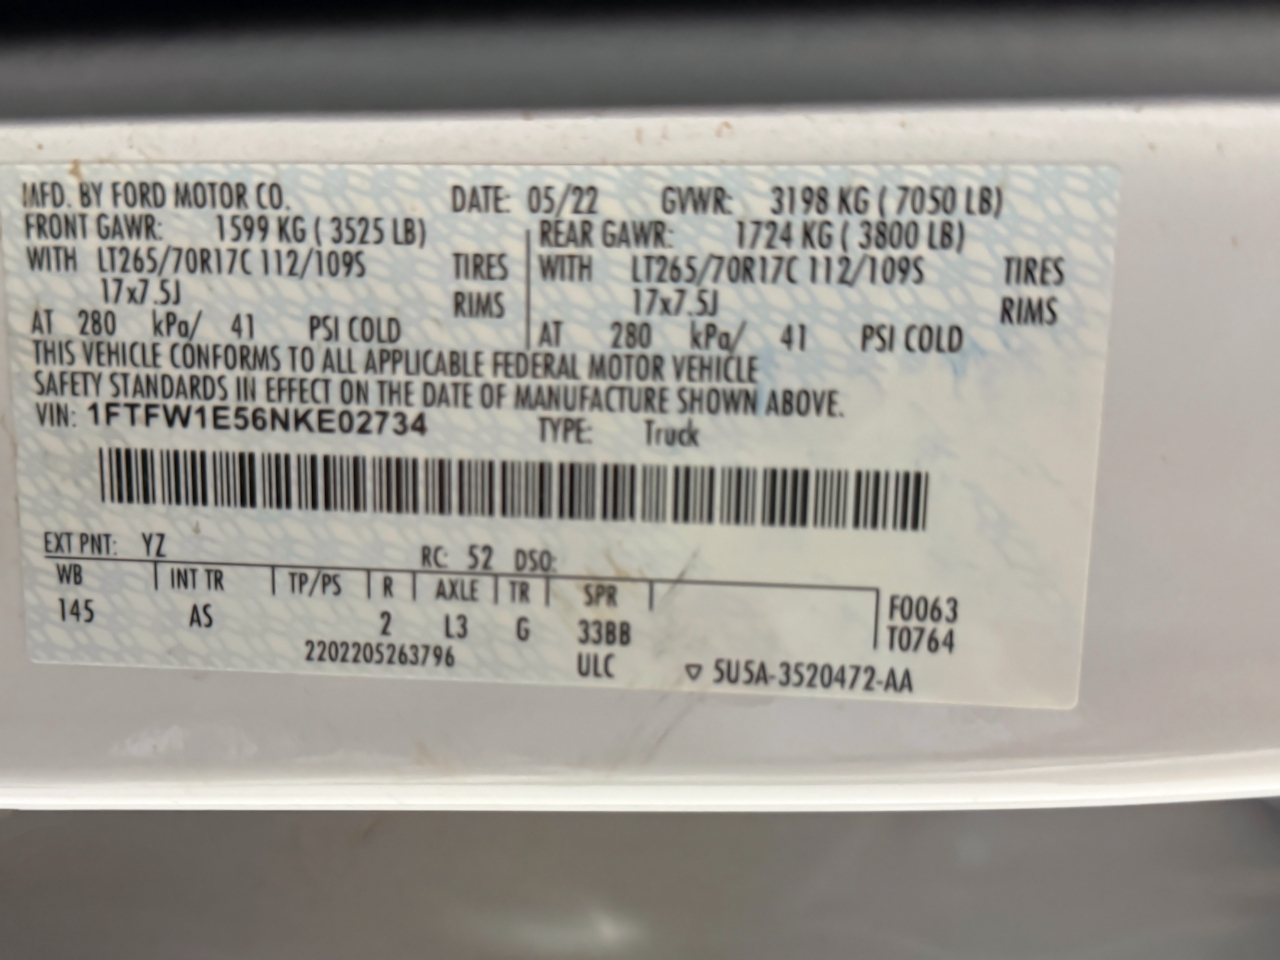 MFD. BY FORD MOTOR CO. DATE: 05/22 GVWR: 3198 KG ( 7050 LB)
FRONT GAWR: 1599 KG ( 3525 LB) REAR GAWR: 1724 KG ( 3800 LB)
WITH LT265/70R17C 112/109S TIRES WITH LT265/70R17C 112/109S TIRES
17x7.5J RIMS 17x7.5J RIMS
AT 280 kPa/ 41 PSI COLD AT 280 kPa/ 41 PSI COLD
THIS VEHICLE CONFORMS TO ALL APPLICABLE FEDERAL MOTOR VEHICLE
SAFETY STANDARDS IN EFFECT ON THE DATE OF MANUFACTURE SHOWN ABOVE.
VIN: 1FTFW1E56NKE02734 TYPE: Truck
EXT PNT: YZ RC: 52 DSO:
WB INT TR TP/PS R AXLE TR SPR
145 AS 2 L3 G 33BB F0063
T0764
2202205263796 ULC ▽ 5U5A-3520472-AA